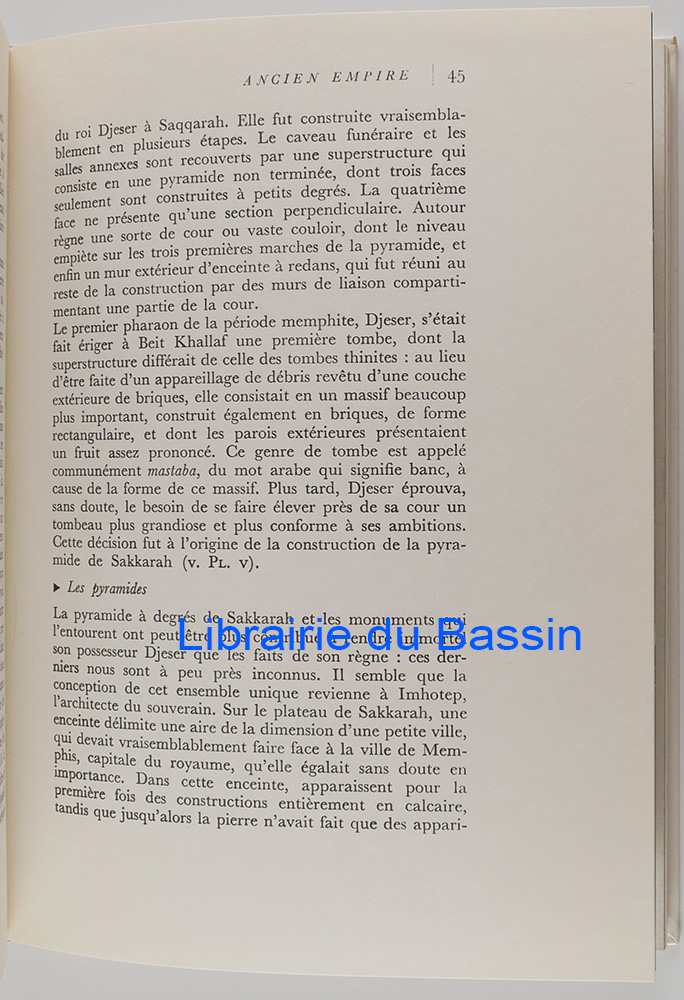 ANCIEN EMPIRE | 45
du roi Djeser à Saqqarah. Elle fut construite vraisembla-
blement en plusieurs étapes. Le caveau funéraire et les
salles annexes sont recouverts par une superstructure qui
consiste en une pyramide non terminée, dont trois faces
seulement sont construites à petits degrés. La quatrième
face ne présente qu'une section perpendiculaire. Autour
règne une sorte de cour ou vaste couloir, dont le niveau
empiète sur les trois premières marches de la pyramide, et
enfin un mur extérieur d'enceinte à redans, qui fut réuni au
reste de la construction par des murs de liaison comparti-
mentant une partie de la cour.
Le premier pharaon de la période memphite, Djeser, s'était
fait ériger à Beit Khallaf une première tombe, dont la
superstructure différait de celle des tombes thinites : au lieu
d'être faite d'un appareillage de débris revêtu d'une couche
extérieure de briques, elle consistait en un massif beaucoup
plus important, construit également en briques, de forme
rectangulaire, et dont les parois extérieures présentaient
un fruit assez prononcé. Ce genre de tombe est appelé
communément mastaba, du mot arabe qui signifie banc, à
cause de la forme de ce massif. Plus tard, Djeser éprouva,
sans doute, le besoin de se faire élever près de sa cour un
tombeau plus grandiose et plus conforme à ses ambitions.
Cette décision fut à l'origine de la construction de la pyra-
mide de Sakkarah (v. PL. v).
▸ Les pyramides
La pyramide à degrés de Sakkarah et les monuments qui
l'entourent ont peut-être plus contribué à rendre immortel
son possesseur Djeser que les faits de son règne : ces der-
niers nous sont à peu près inconnus. Il semble que la
conception de cet ensemble unique revienne à Imhotep,
l'architecte du souverain. Sur le plateau de Sakkarah, une
enceinte délimite une aire de la dimension d'une petite ville,
qui devait vraisemblablement faire face à la ville de Mem-
phis, capitale du royaume, qu'elle égalait sans doute en
importance. Dans cette enceinte, apparaissent pour la
première fois des constructions entièrement en calcaire,
tandis que jusqu'alors la pierre n'avait fait que des appari-
Librairie du Bassin